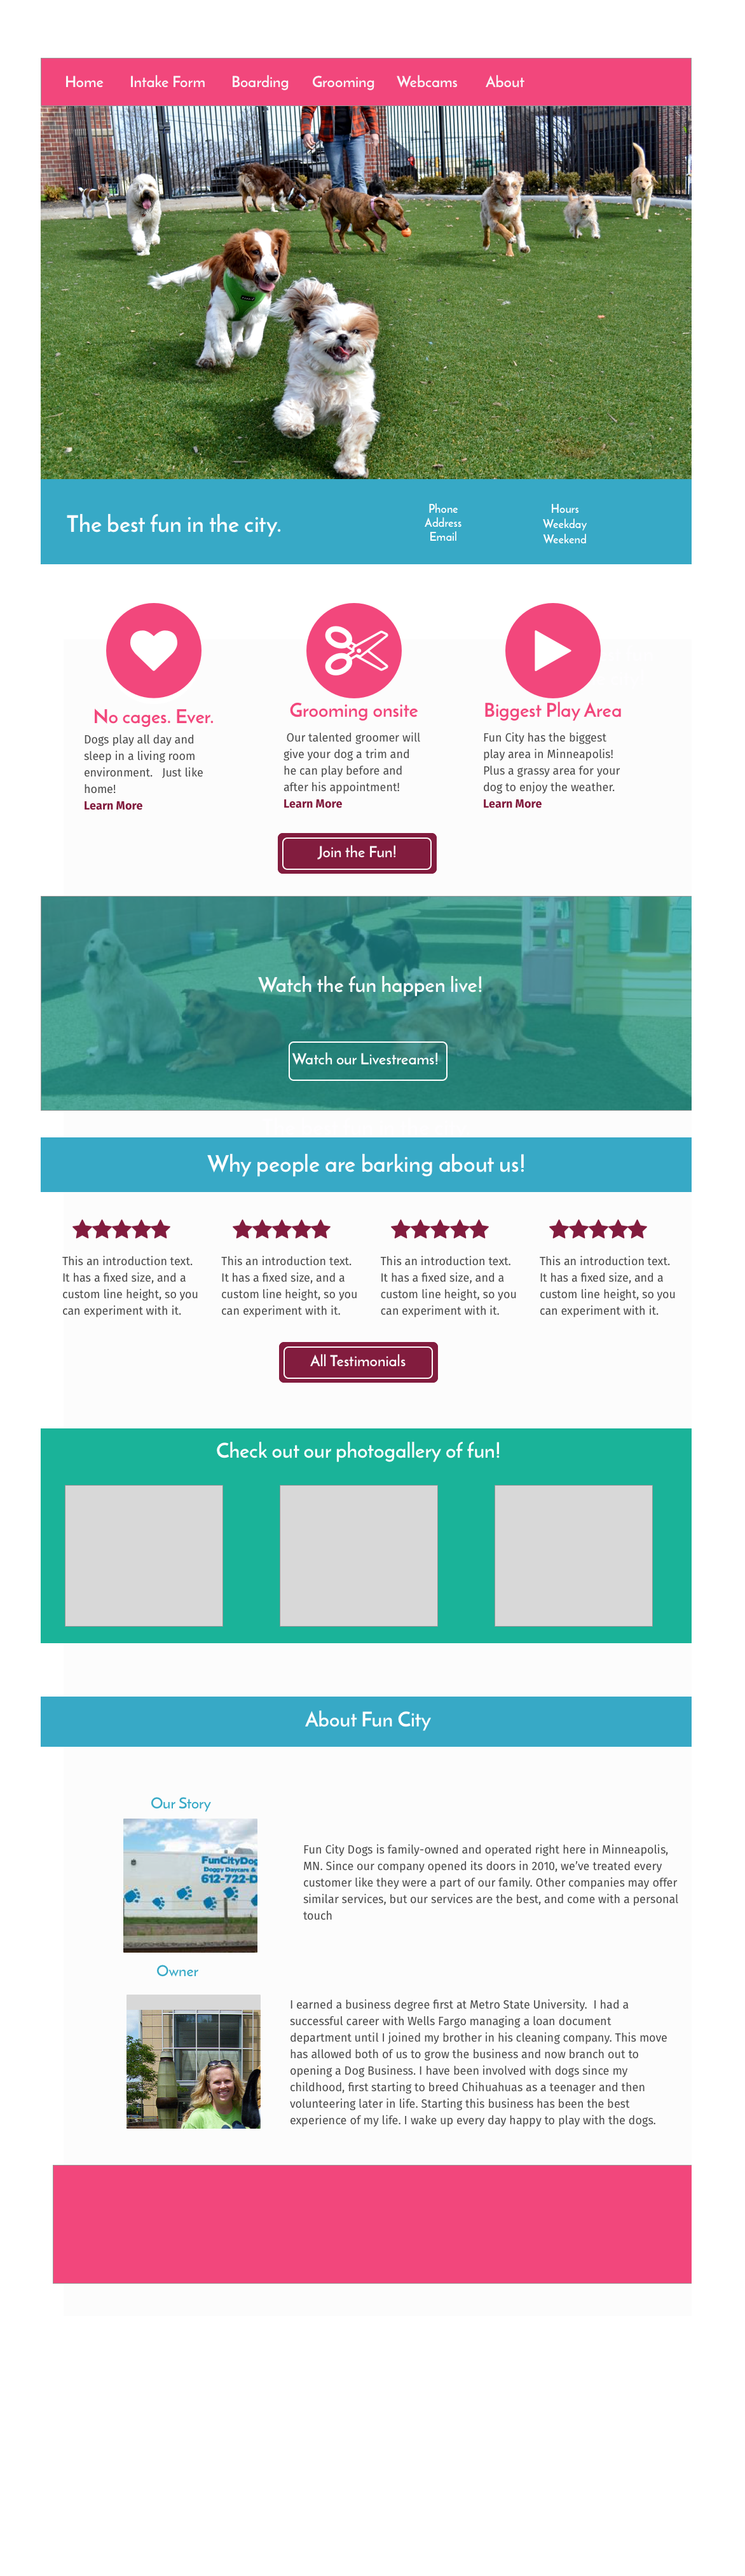 Home Intake Form Boarding Grooming Webcams About
The best fun in the city.
Phone
Address
Email
Hours
Weekday
Weekend
No cages. Ever.
Dogs play all day and
sleep in a living room
environment. Just like
home!
Learn More
Grooming onsite
Our talented groomer will
give your dog a trim and
he can play before and
after his appointment!
Learn More
Biggest Play Area
Fun City has the biggest
play area in Minneapolis!
Plus a grassy area for your
dog to enjoy the weather.
Learn More
Join the Fun!
Watch the fun happen live!
Watch our Livestreams!
Why people are barking about us!
This an introduction text.
It has a fixed size, and a
custom line height, so you
can experiment with it.
This an introduction text.
It has a fixed size, and a
custom line height, so you
can experiment with it.
This an introduction text.
It has a fixed size, and a
custom line height, so you
can experiment with it.
This an introduction text.
It has a fixed size, and a
custom line height, so you
can experiment with it.
All Testimonials
Check out our photogallery of fun!
About Fun City
Our Story
FunCityDog
Doggy Daycare &
612-722-D
Fun City Dogs is family-owned and operated right here in Minneapolis,
MN. Since our company opened its doors in 2010, we've treated every
customer like they were a part of our family. Other companies may offer
similar services, but our services are the best, and come with a personal
touch
Owner
I earned a business degree first at Metro State University. I had a
successful career with Wells Fargo managing a loan document
department until I joined my brother in his cleaning company. This move
has allowed both of us to grow the business and now branch out to
opening a Dog Business. I have been involved with dogs since my
childhood, first starting to breed Chihuahuas as a teenager and then
volunteering later in life. Starting this business has been the best
experience of my life. I wake up every day happy to play with the dogs.